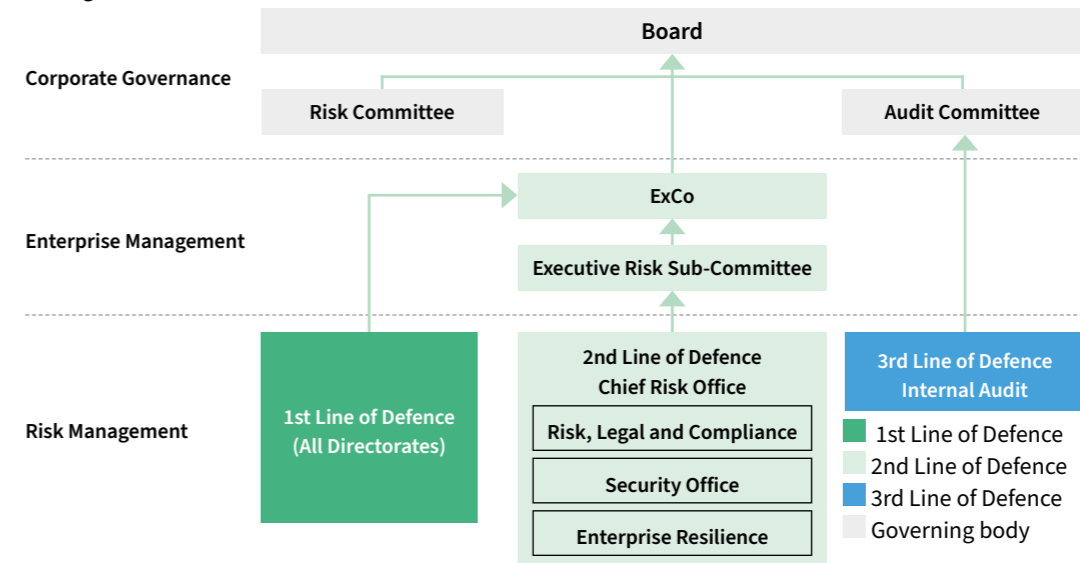 Board
Corporate Governance
Risk Committee
Audit Committee
ExCo
Enterprise Management
Executive Risk Sub-Committee
1st Line of Defence
(All Directorates)
2nd Line of Defence
Chief Risk Office
Risk, Legal and Compliance
Security Office
Enterprise Resilience
3rd Line of Defence
Internal Audit
Risk Management
1st Line of Defence
2nd Line of Defence
3rd Line of Defence
Governing body